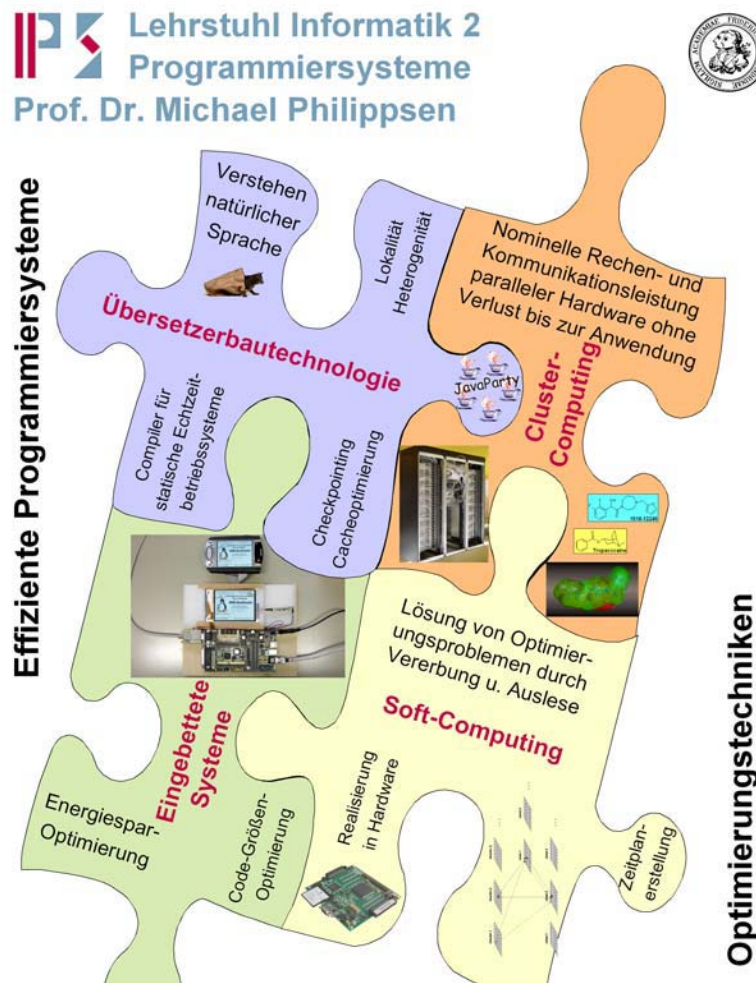 Lehrstuhl Informatik 2
Programmiersysteme
Prof. Dr. Michael Philippsen
Effiziente Programmiersysteme
Verstehen
natürlicher
Sprache
Lokalität
Heterogenität
Übersetzerbautechnologie
Compiler für
statische Echtzeit-
betriebssysteme
Checkpointing
Cacheoptimierung
Nominelle Rechen- und
Kommunikationsleistung
paralleler Hardware ohne
Verlust bis zur Anwendung
JavaParty
Cluster-
Computing
Tropacocaine
Lösung von Optimier-
ungsproblemen durch
Vererbung u. Auslese
Soft-Computing
Realisierung
in Hardware
Zeitplan-
erstellung
Eingebettete
Systeme
Energiespar-
Optimierung
Code-Größen-
Optimierung
Optimierungstechniken